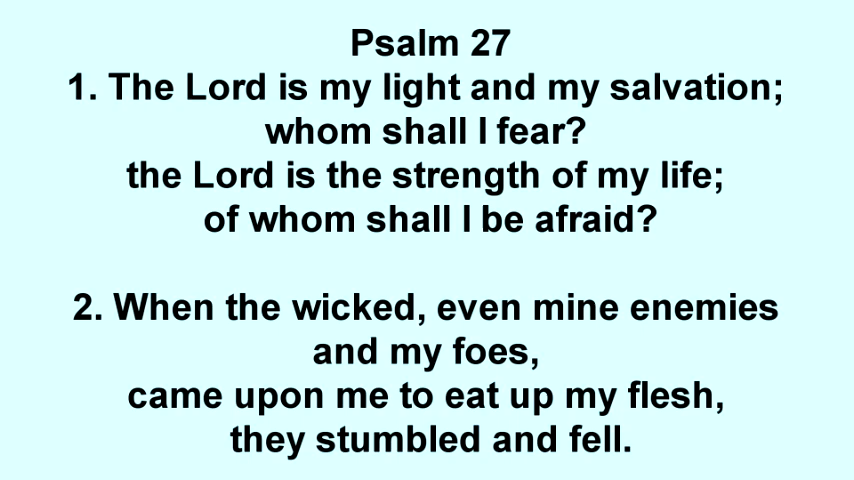 Psalm 27
1. The Lord is my light and my salvation;
whom shall I fear?
the Lord is the strength of my life;
of whom shall I be afraid?
2. When the wicked, even mine enemies
and my foes,
came upon me to eat up my flesh,
they stumbled and fell.